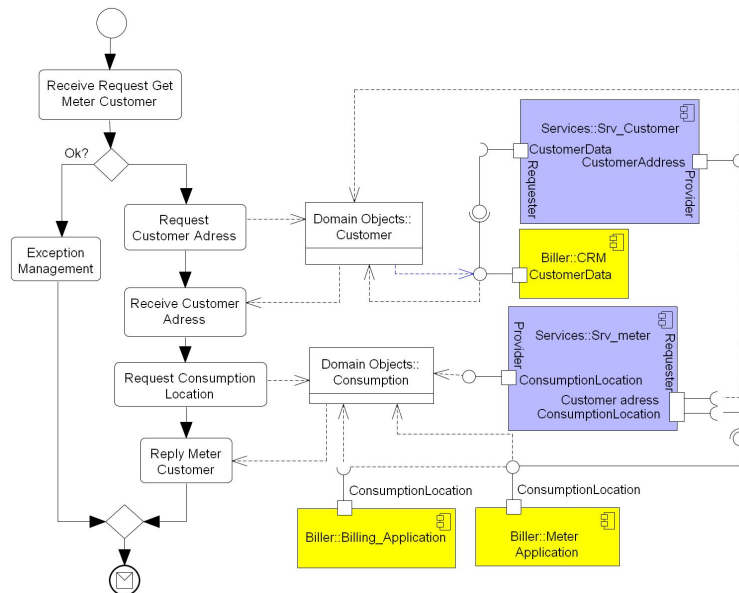 Receive Request Get
Meter Customer
Ok?
Exception
Management
Request
Customer Adress
Receive Customer
Adress
Request Consumption
Location
Reply Meter
Customer
Domain Objects::
Customer
Domain Objects::
Consumption
Services::Srv_Customer
CustomerData
CustomerAddress
Requester
Provider
Biller::CRM
CustomerData
Services::Srv_meter
Provider
Requester
ConsumptionLocation
Customer adress
ConsumptionLocation
ConsumptionLocation
Biller::Billing_Application
ConsumptionLocation
Biller::Meter
Application